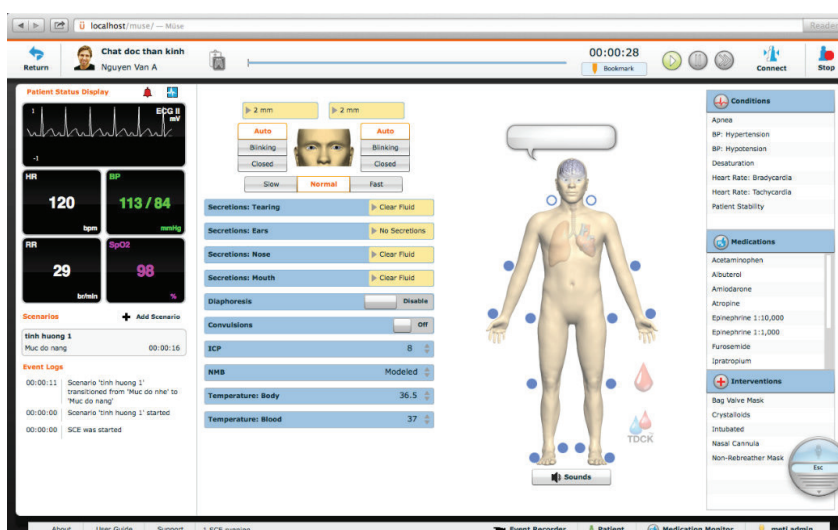 localhost/muse/ — Müse
Reader
Return
Chat doc than kinh
Nguyen Van A
00:00:28
Bookmark
Connect
Stop
Patient Status Display
1
ECG II
mV
-1
HR
120
bpm
BP
113 / 84
mmHg
RR
29
br/min
SpO2
98
%
Scenarios
Add Scenario
tinh huong 1
Muc do nang
00:00:16
Event Logs
00:00:11 Scenario 'tinh huong 1'
transitioned from 'Muc do nhe' to
'Muc do nang'
00:00:00 Scenario 'tinh huong 1' started
00:00:00 SCE was started
2 mm
2 mm
Auto
Blinking
Closed
Auto
Blinking
Closed
Slow Normal Fast
Secretions: Tearing Clear Fluid
Secretions: Ears No Secretions
Secretions: Nose Clear Fluid
Secretions: Mouth Clear Fluid
Diaphoresis Disable
Convulsions Off
ICP 8
NMB Modeled
Temperature: Body 36.5
Temperature: Blood 37
TDCK
Sounds
Conditions
Apnea
BP: Hypertension
BP: Hypotension
Desaturation
Heart Rate: Bradycardia
Heart Rate: Tachycardia
Patient Stability
Medications
Acetaminophen
Albuterol
Amiodarone
Atropine
Epinephrine 1:10,000
Epinephrine 1:1,000
Furosemide
Ipratropium
Interventions
Bag Valve Mask
Crystalloids
Intubated
Nasal Cannula
Non-Rebreather Mask
Esc
About User Guide Support 1 SCE running
Event Recorder Patient Medication Monitor meti admin